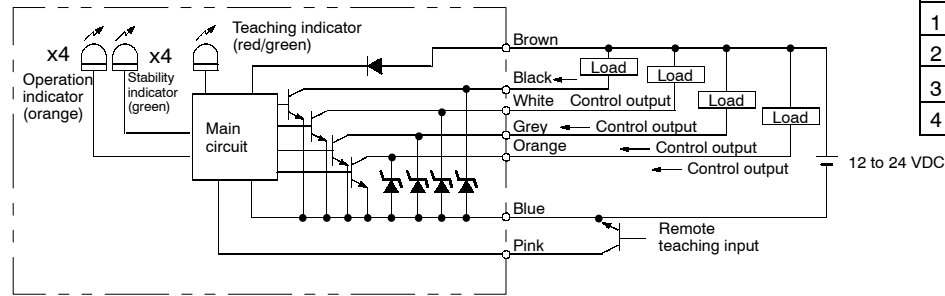 x4
x4
Operation
indicator
(orange)
Stability
indicator
(green)
Teaching indicator
(red/green)
Main
circuit
Brown
Black
White
Grey
Orange
Blue
Pink
Load
Load
Load
Load
Control output
Control output
Control output
Control output
12 to 24 VDC
Remote
teaching input
1
2
3
4